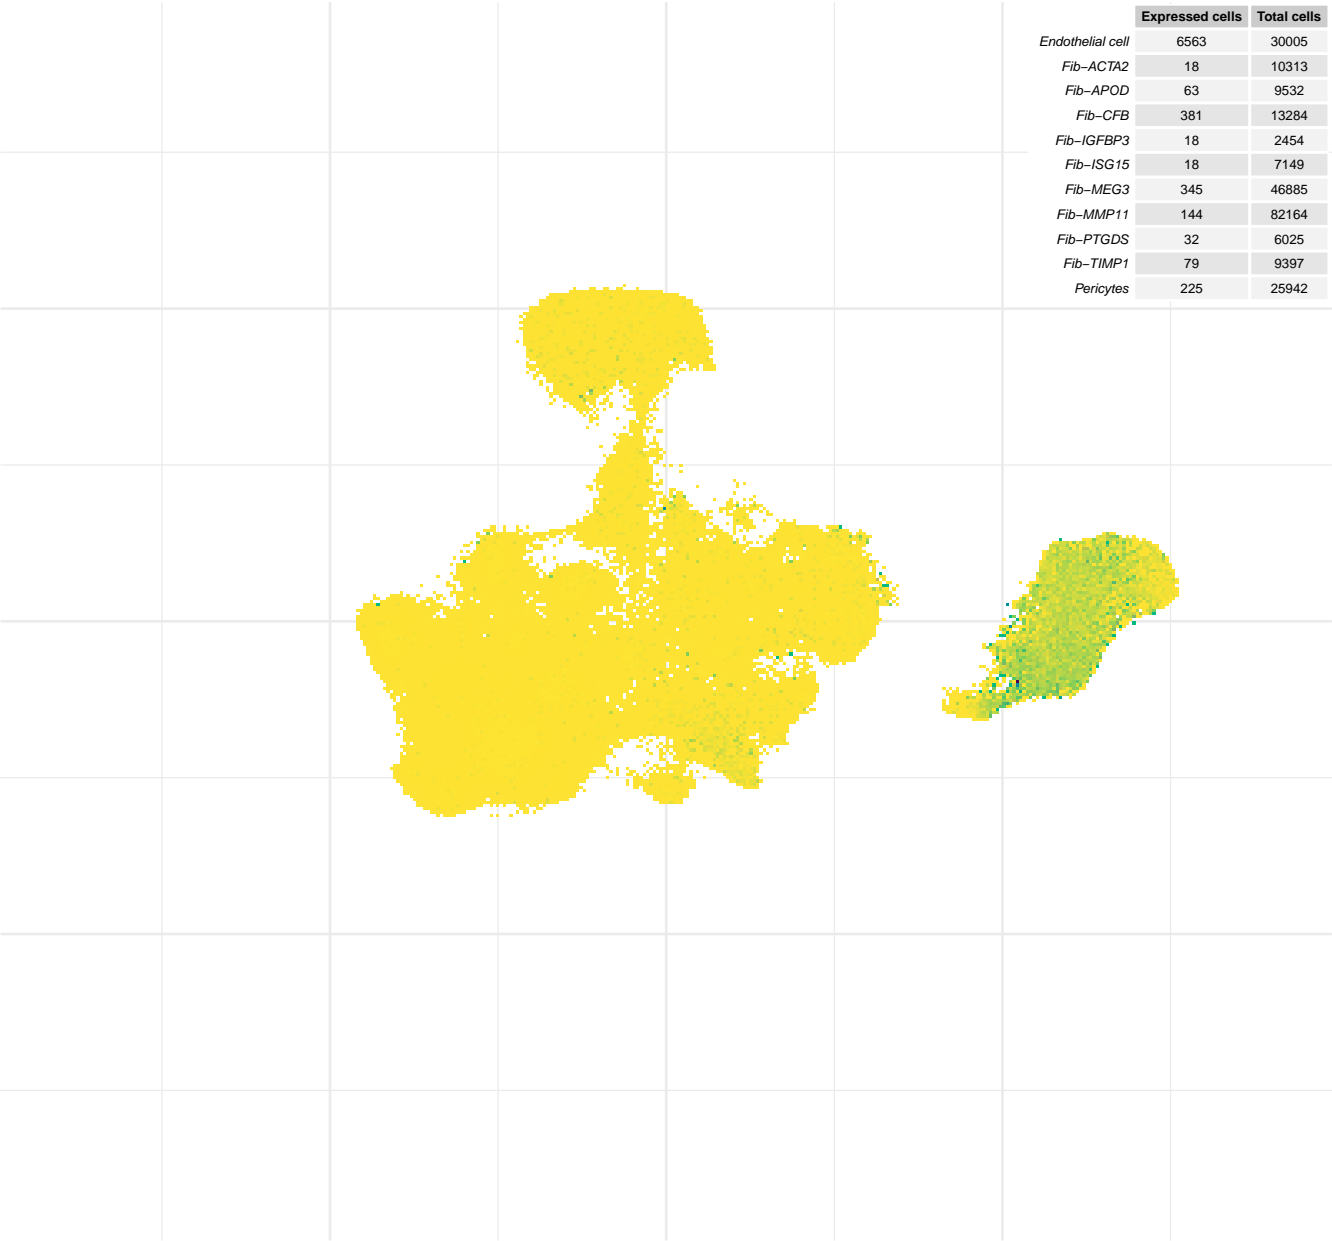 Expressed cells Total cells
Endothelial cell 6563 30005
Fib−ACTA2 18 10313
Fib−APOD 63 9532
Fib−CFB 381 13284
Fib−IGFBP3 18 2454
Fib−ISG15 18 7149
Fib−MEG3 345 46885
Fib−MMP11 144 82164
Fib−PTGDS 32 6025
Fib−TIMP1 79 9397
Pericytes 225 25942